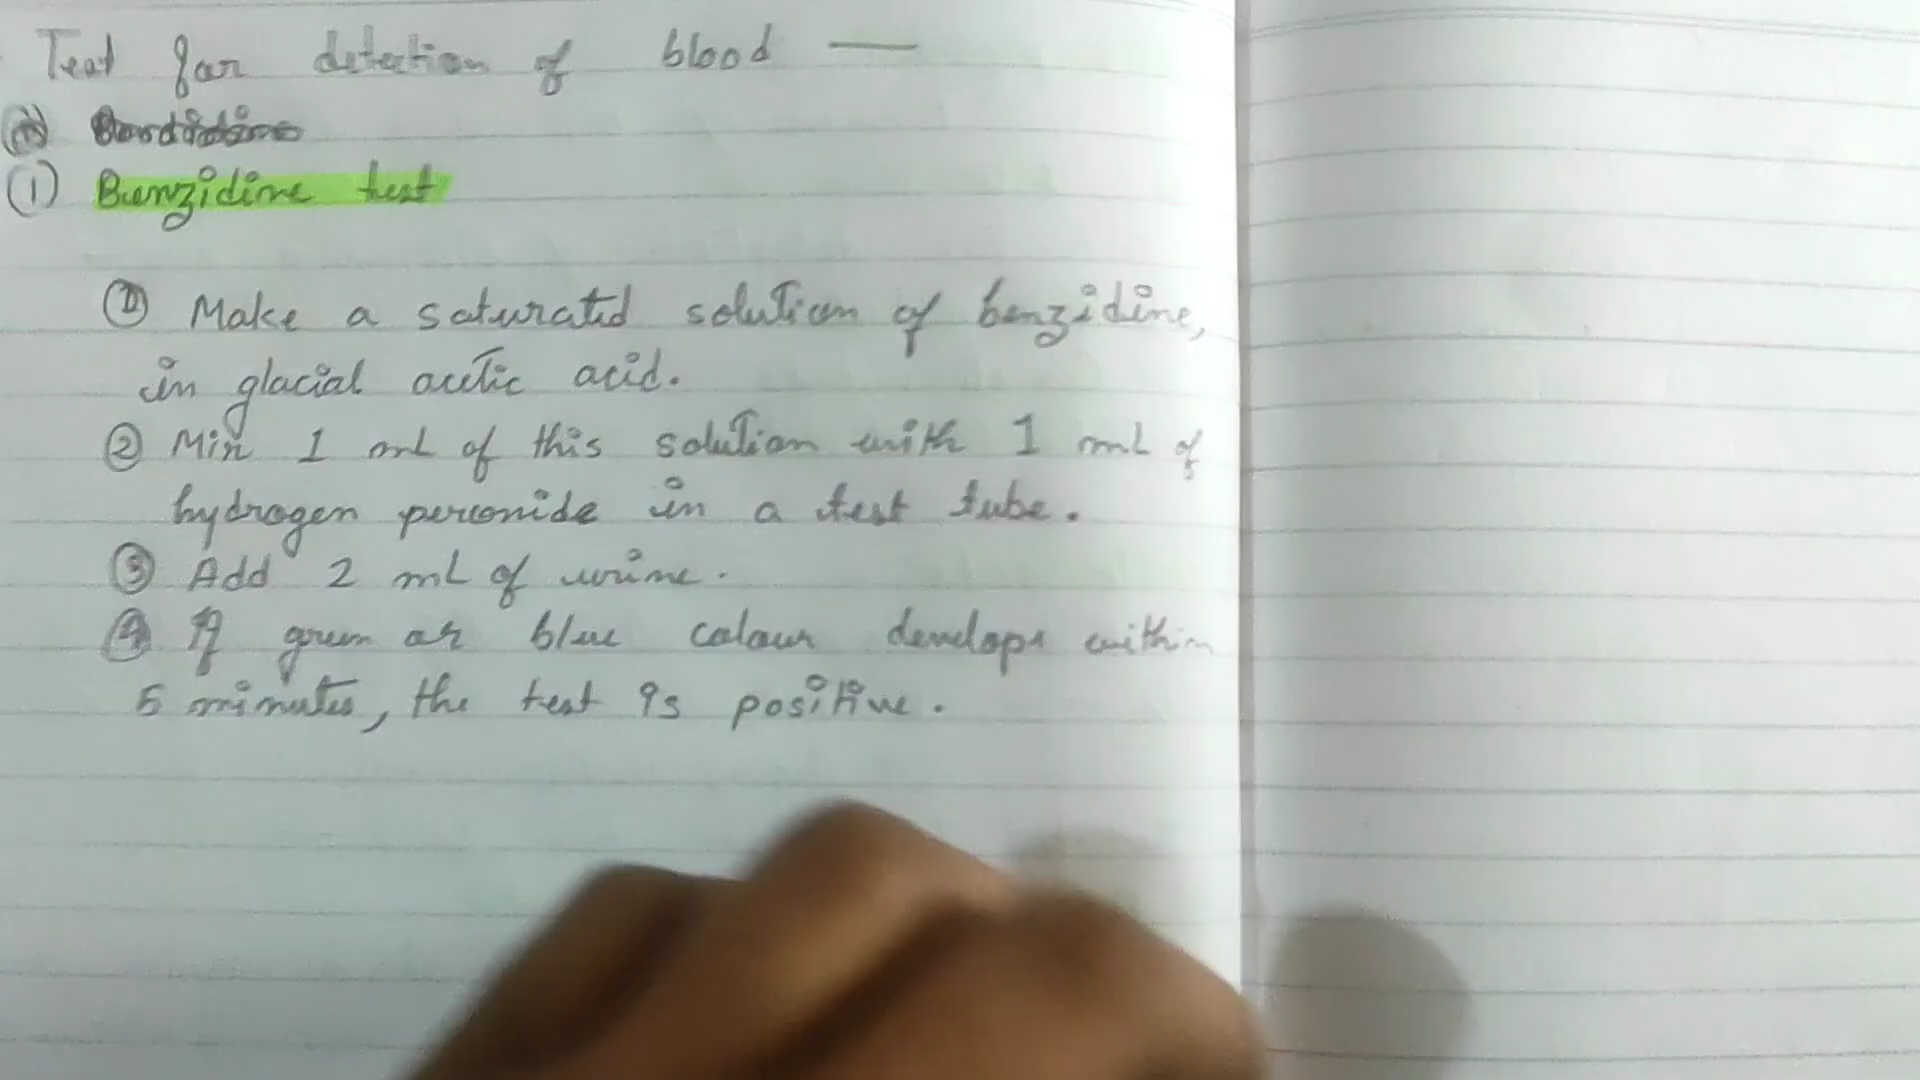 Test for detection of blood —
① Benzidine test
① Make a saturated solution of benzidine,
in glacial acetic acid.
② Mix 1 mL of this solution with 1 mL of
hydrogen peroxide in a test tube.
③ Add 2 mL of urine.
④ If green or blue colour develops within
5 minutes, the test is positive.